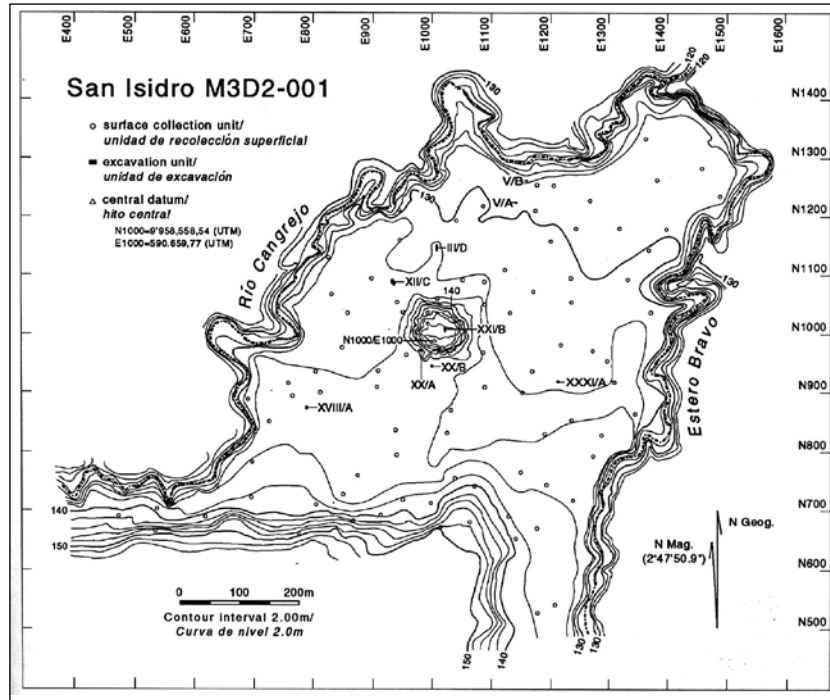 E400 E500 E600 E700 E800 E900 E1000 E1100 E1200 E1300 E1400 E1500 E1600
San Isidro M3D2-001
surface collection unit/
unidad de recolección superficial
excavation unit/
unidad de excavación
central datum/
hito central
N1000=9'958,558,54 (UTM)
E1000=590.659,77 (UTM)
120
120
130
N1400
N1300
V/B
130
V/A
N1200
Río Cangrejo
III/D
130
N1100
XII/C
140
XXI/B
N1000/E1000
N1000
XX/B
XX/A
XXXI/A
Estero Bravo
N900
XVIII/A
N800
140
N700
150
N Geog.
N Mag.
(2°47'50.9")
N600
0 100 200m
Contour interval 2.00m/
Curva de nivel 2.0m
N500
150 140 130 130